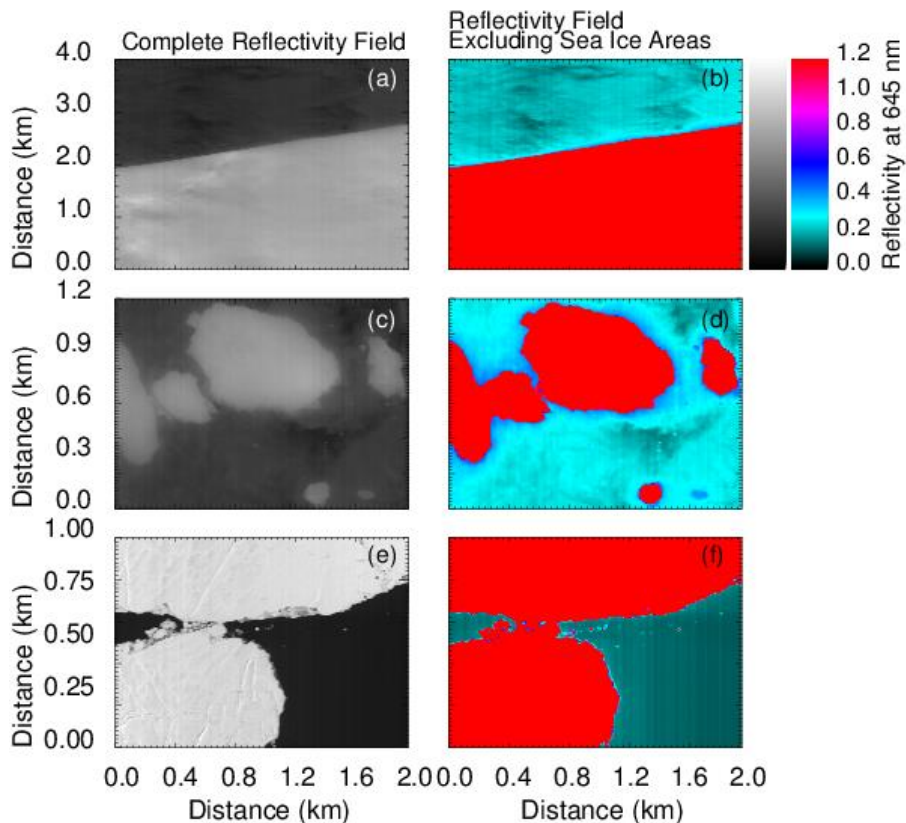 Complete Reflectivity Field
Reflectivity Field
Excluding Sea Ice Areas
4.0
3.0
2.0
1.0
0.0
Distance (km)
(a)
(b)
1.2
1.0
0.8
0.6
0.4
0.2
0.0
Reflectivity at 645 nm
1.2
0.9
0.6
0.3
0.0
Distance (km)
(c)
(d)
1.00
0.75
0.50
0.25
0.00
Distance (km)
(e)
(f)
0.0 0.4 0.8 1.2 1.6 2.0
0.0 0.4 0.8 1.2 1.6 2.0
Distance (km)
Distance (km)